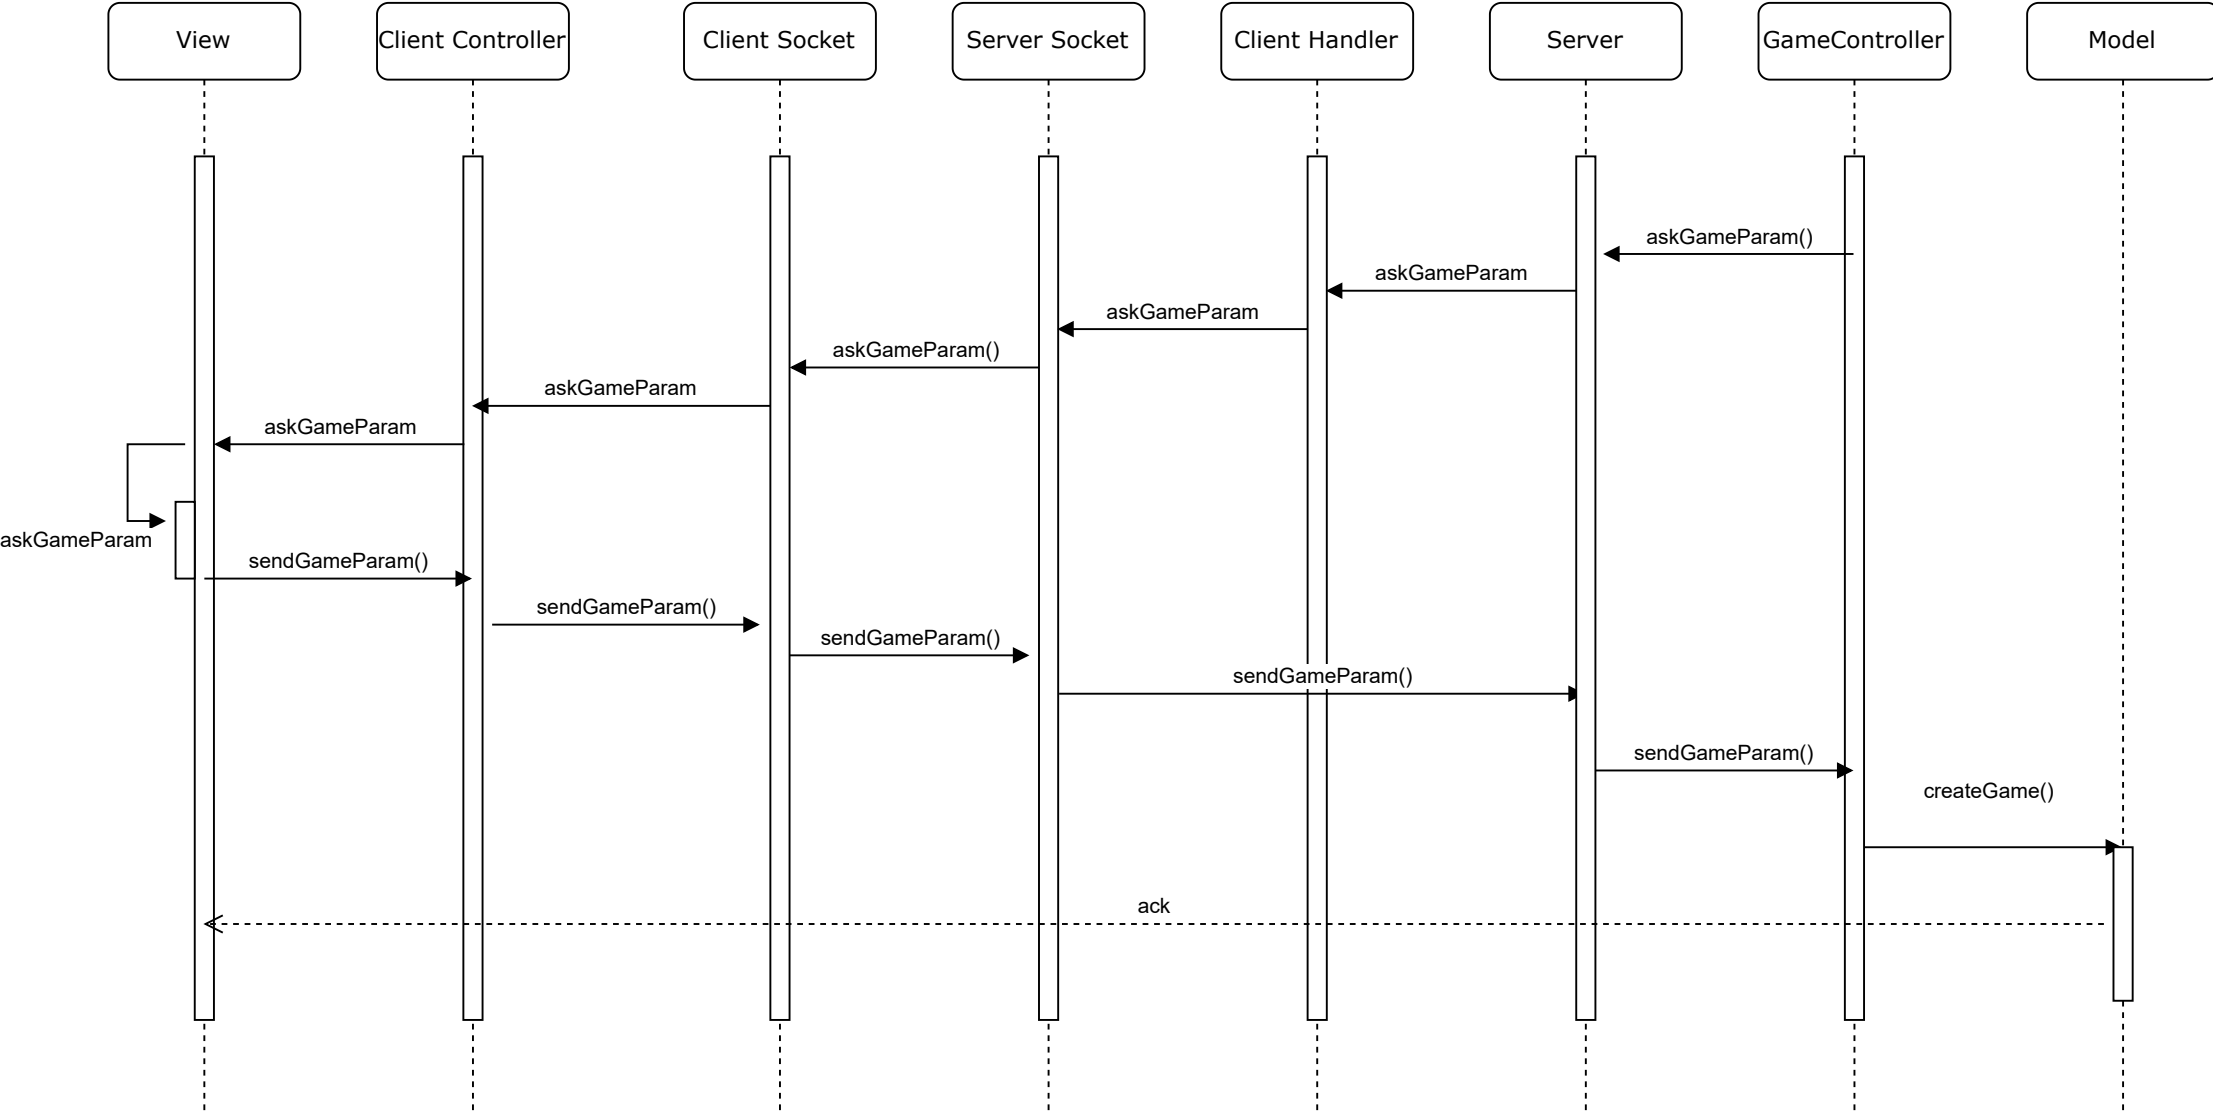 View
Client Controller
Client Socket
Server Socket
Client Handler
Server
GameController
Model
askGameParam()
askGameParam
askGameParam
askGameParam()
askGameParam
askGameParam
askGameParam
sendGameParam()
sendGameParam()
sendGameParam()
sendGameParam()
sendGameParam()
createGame()
ack